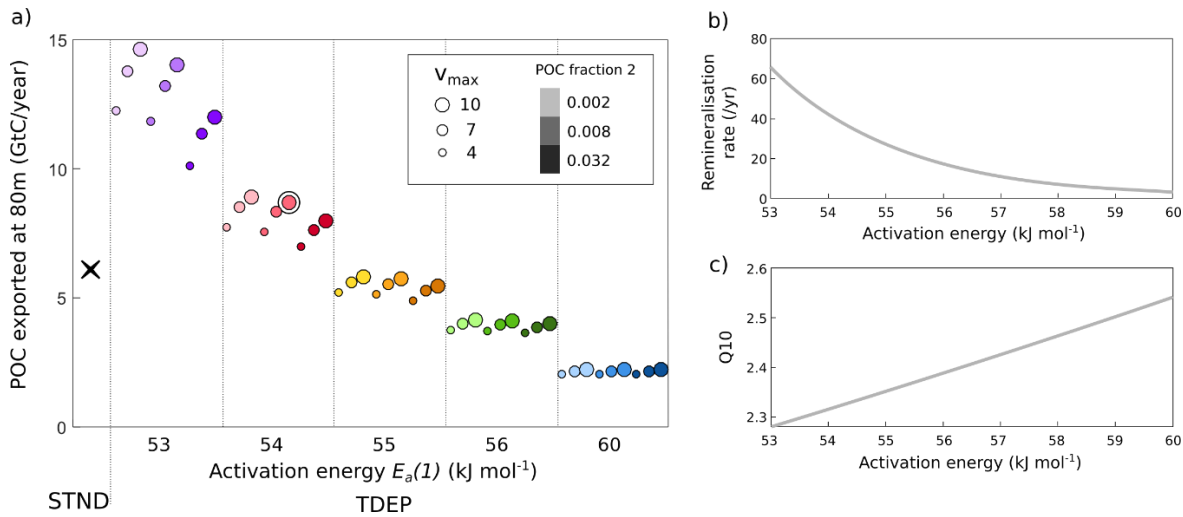 a)
POC exported at 80m (GtC/year)
15
10
5
0
Vmax
10
7
4
POC fraction 2
0.002
0.008
0.032
53
54
55
56
60
Activation energy Ea(1) (kJ mol-1)
STND
TDEP
b)
Remineralisation
rate (/yr)
80
60
40
20
0
53
54
55
56
57
58
59
60
Activation energy (kJ mol-1)
c)
Q10
2.6
2.5
2.4
2.3
53
54
55
56
57
58
59
60
Activation energy (kJ mol-1)